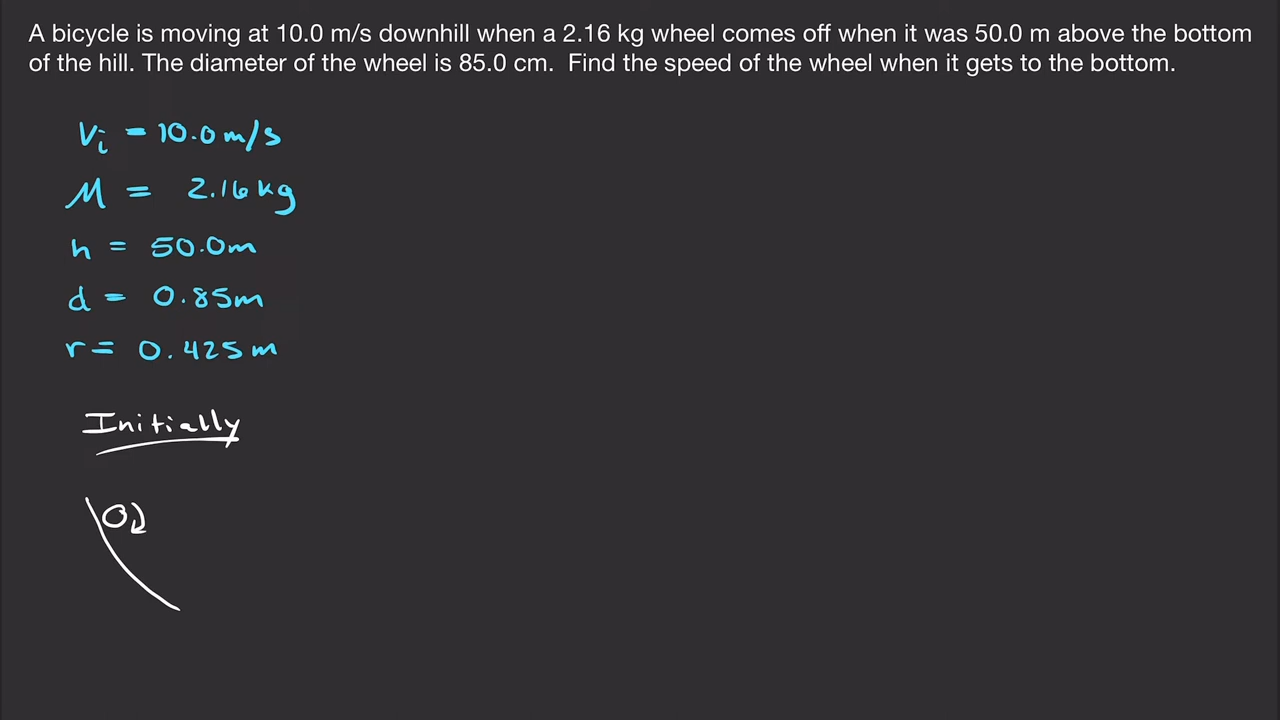 A bicycle is moving at 10.0 m/s downhill when a 2.16 kg wheel comes off when it was 50.0 m above the bottom
of the hill. The diameter of the wheel is 85.0 cm. Find the speed of the wheel when it gets to the bottom.
Vi = 10.0 m/s
M = 2.16 kg
h = 50.0m
d = 0.85m
r = 0.425 m
Initially